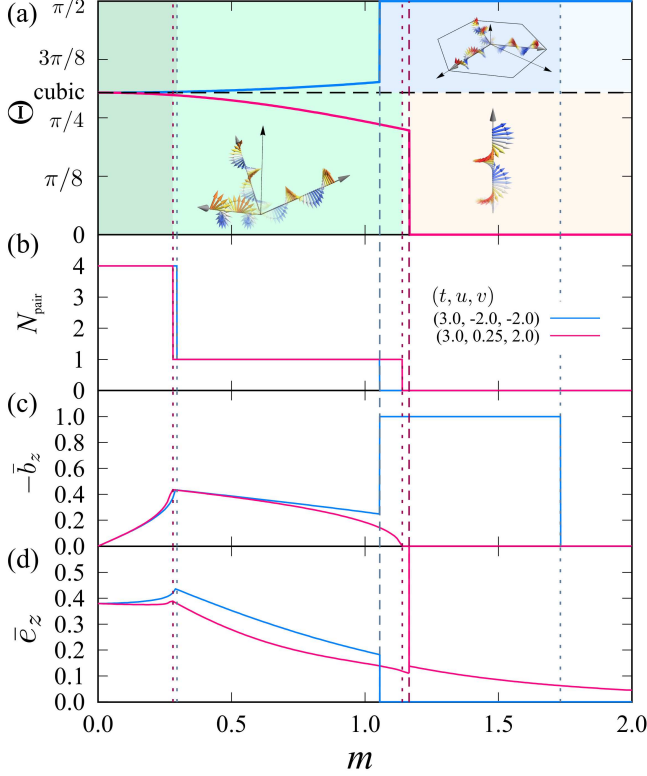 (a)
π/2
3π/8
cubic
Θ
π/4
π/8
0
(b)
4
3
2
1
0
N_pair
(t, u, v)
(3.0, -2.0, -2.0)
(3.0, 0.25, 2.0)
(c)
1.0
0.8
0.6
0.4
0.2
0.0
−b̄_z
(d)
0.5
0.4
0.3
0.2
0.1
0.0
ē_z
0.0 0.5 1.0 1.5 2.0
m